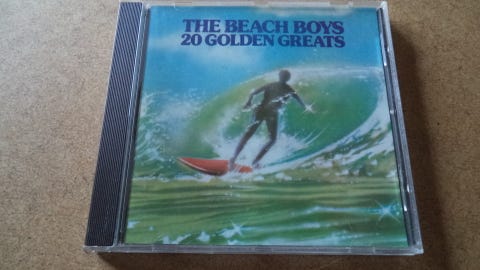 THE BEACH BOYS
20 GOLDEN GREATS